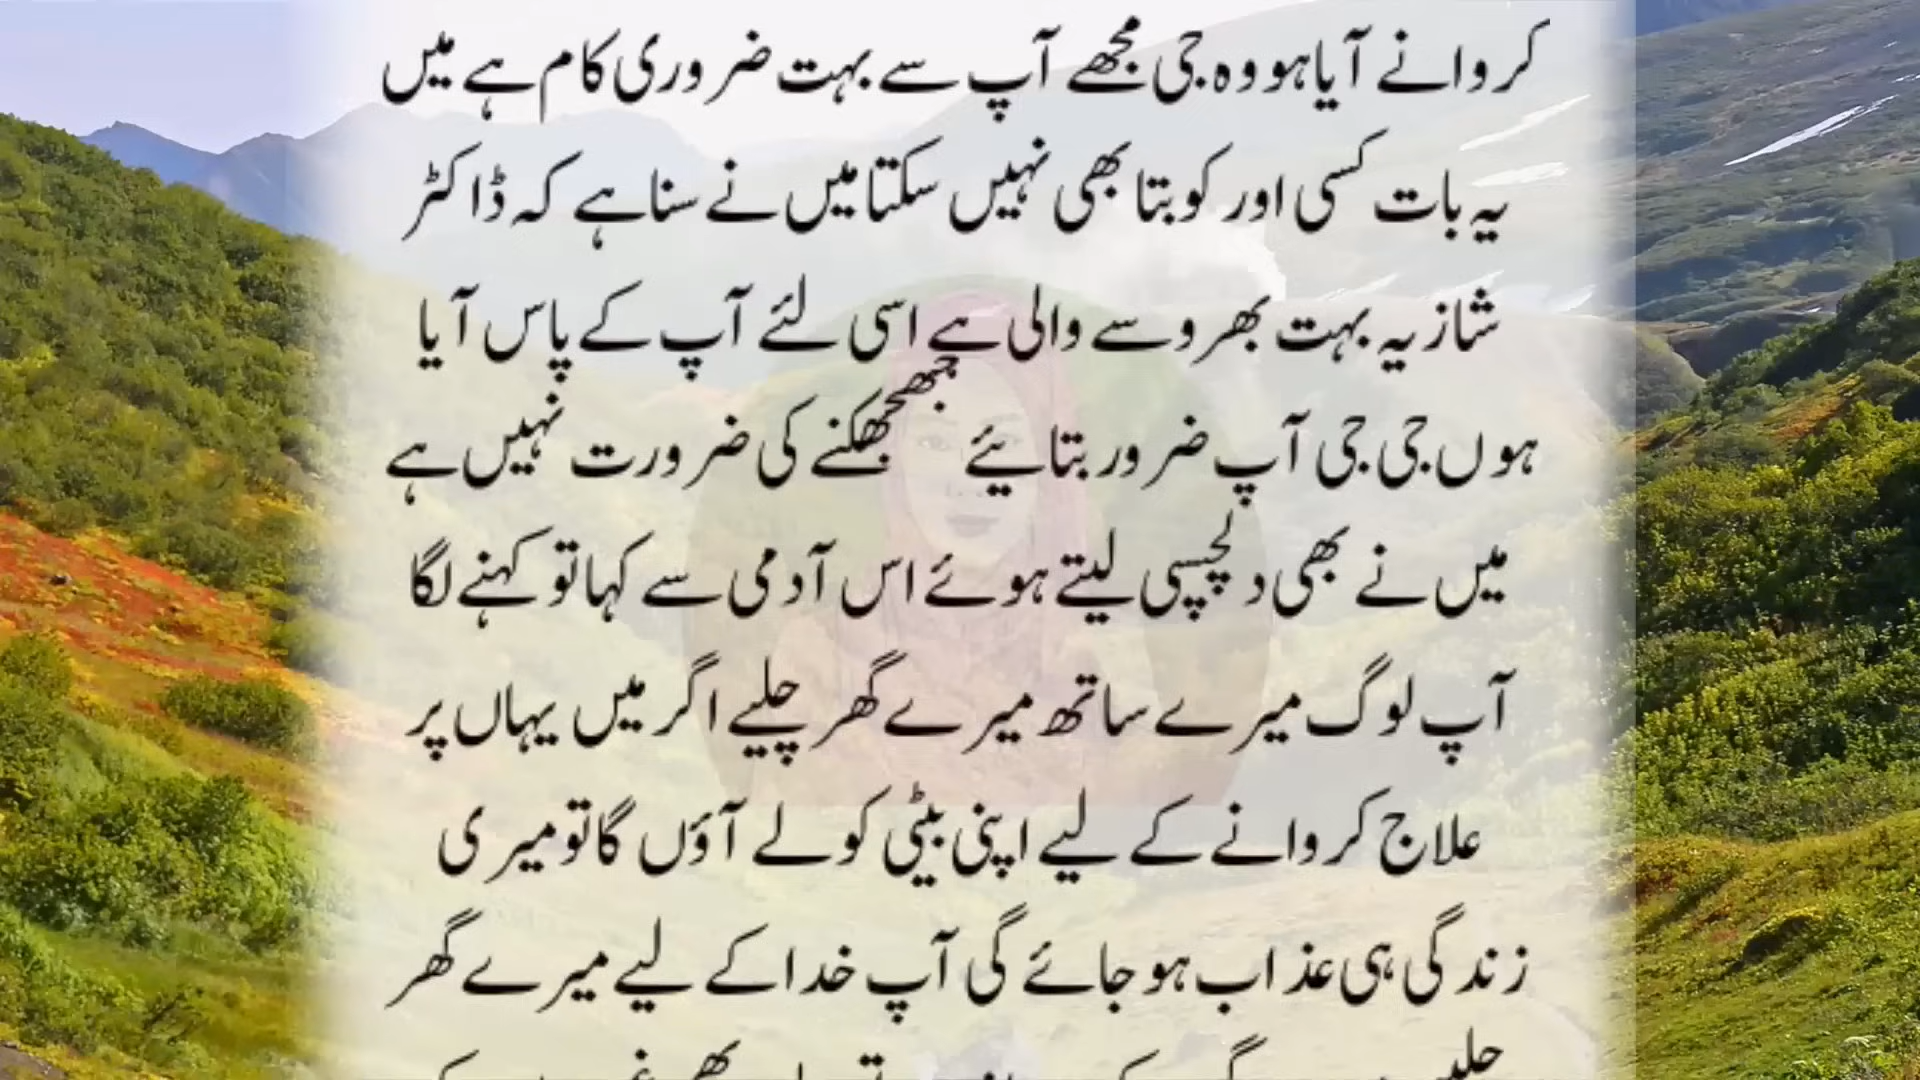 کروانے آیا ہو وہ جی مجھے آپ سے بہت ضروری کام ہے میں
یہ بات کسی اور کو بتا بھی نہیں سکتا میں نے سنا ہے کہ ڈاکٹر
شازیہ بہت بھروسے والی ہے اسی لئے آپ کے پاس آیا
ہوں جی جی آپ ضرور بتایئے جھجھکنے کی ضرورت نہیں ہے
میں نے بھی دلچسپی لیتے ہوئے اس آدمی سے کہا تو کہنے لگا
آپ لوگ میرے ساتھ میرے گھر چلیے اگر میں یہاں پر
علاج کروانے کے لیے اپنی بیٹی کو لے آؤں گا تو میری
زندگی ہی عذاب ہو جائے گی آپ خدا کے لیے میرے گھر